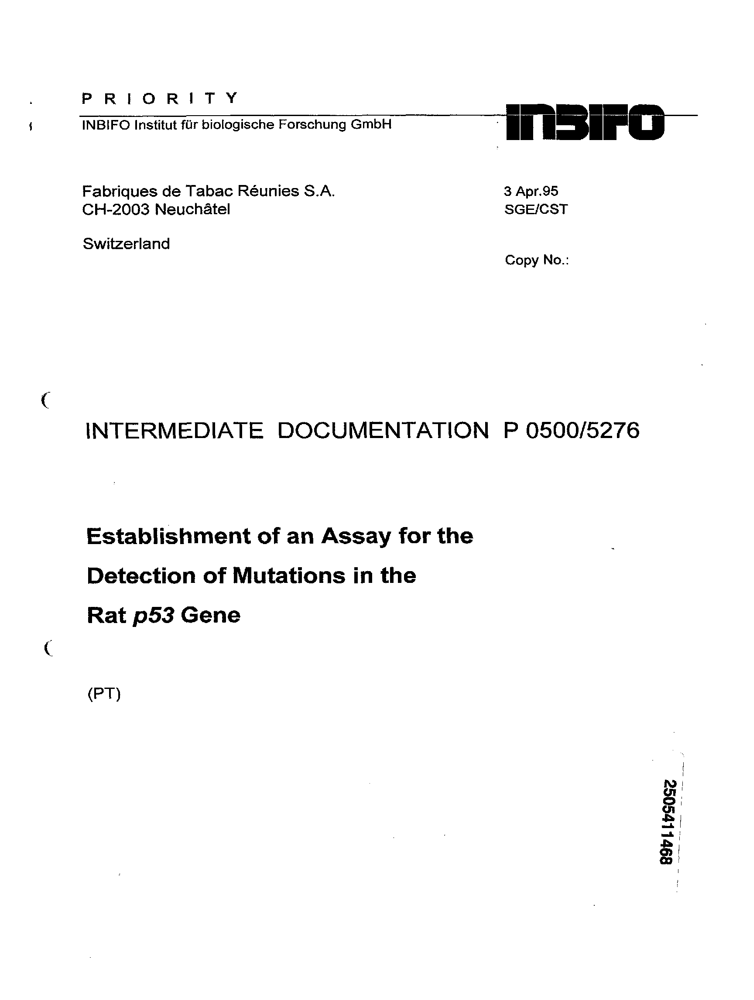 PRIORITY
INBIFO Institut für biologische Forschung GmbH
INBIFO
Fabriques de Tabac Réunies S.A.
CH-2003 Neuchâtel
Switzerland
3 Apr.95
SGE/CST
Copy No.:
INTERMEDIATE DOCUMENTATION P 0500/5276
Establishment of an Assay for the
Detection of Mutations in the
Rat p53 Gene
(PT)
2505411468